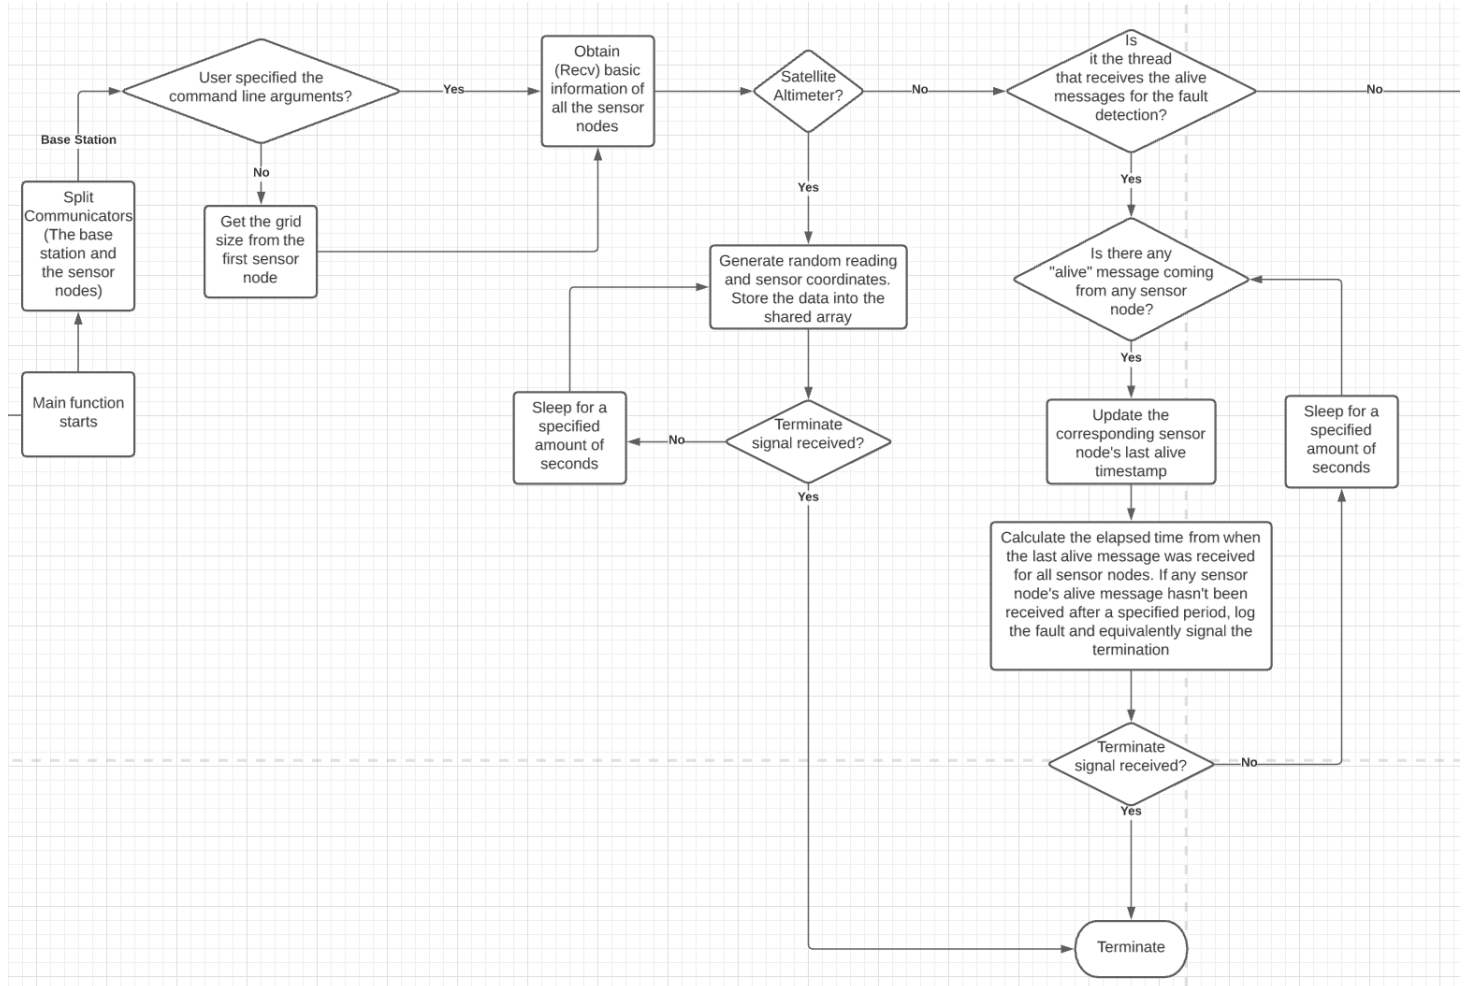 Main function
starts
Split
Communicators
(The base
station and
the sensor
nodes)
Base Station
User specified the
command line arguments?
Yes
No
Get the grid
size from the
first sensor
node
Obtain
(Recv) basic
information of
all the sensor
nodes
Satellite
Altimeter?
No
Yes
Generate random reading
and sensor coordinates.
Store the data into the
shared array
Terminate
signal received?
No
Sleep for a
specified
amount of
seconds
Yes
Is
it the thread
that receives the alive
messages for the fault
detection?
No
Yes
Is there any
"alive" message coming
from any sensor
node?
Yes
Update the
corresponding sensor
node's last alive
timestamp
Calculate the elapsed time from when
the last alive message was received
for all sensor nodes. If any sensor
node's alive message hasn't been
received after a specified period, log
the fault and equivalently signal the
termination
Terminate
signal received?
No
Sleep for a
specified
amount of
seconds
Yes
Terminate